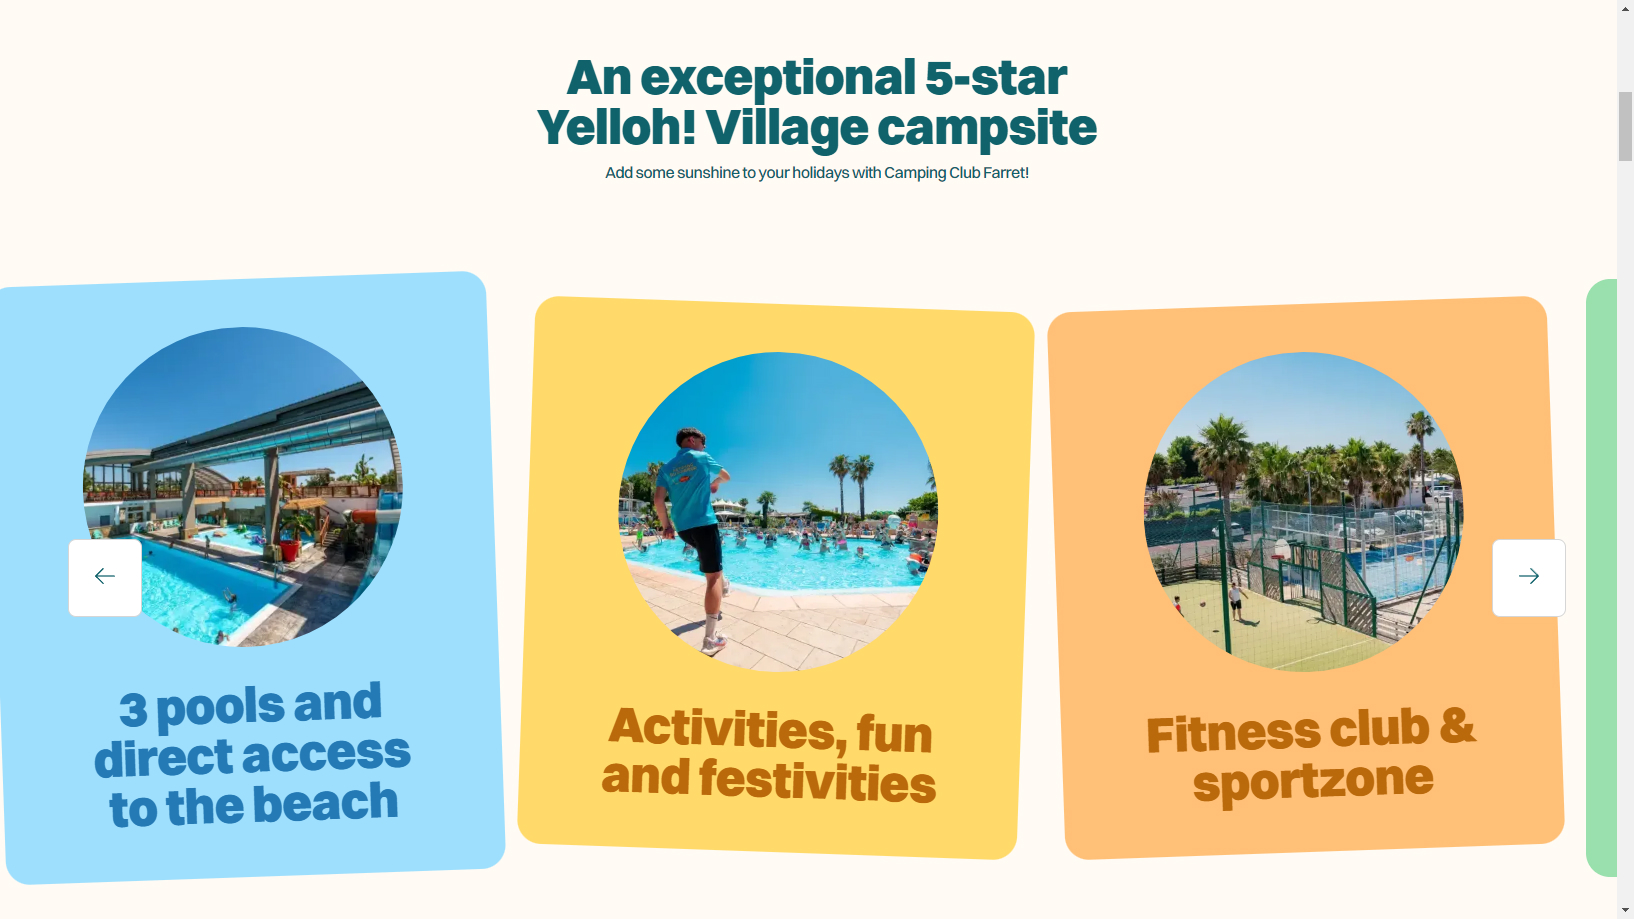 An exceptional 5-star
Yelloh! Village campsite
Add some sunshine to your holidays with Camping Club Farret!
3 pools and
direct access
to the beach
Activities, fun
and festivities
Fitness club &
sportzone